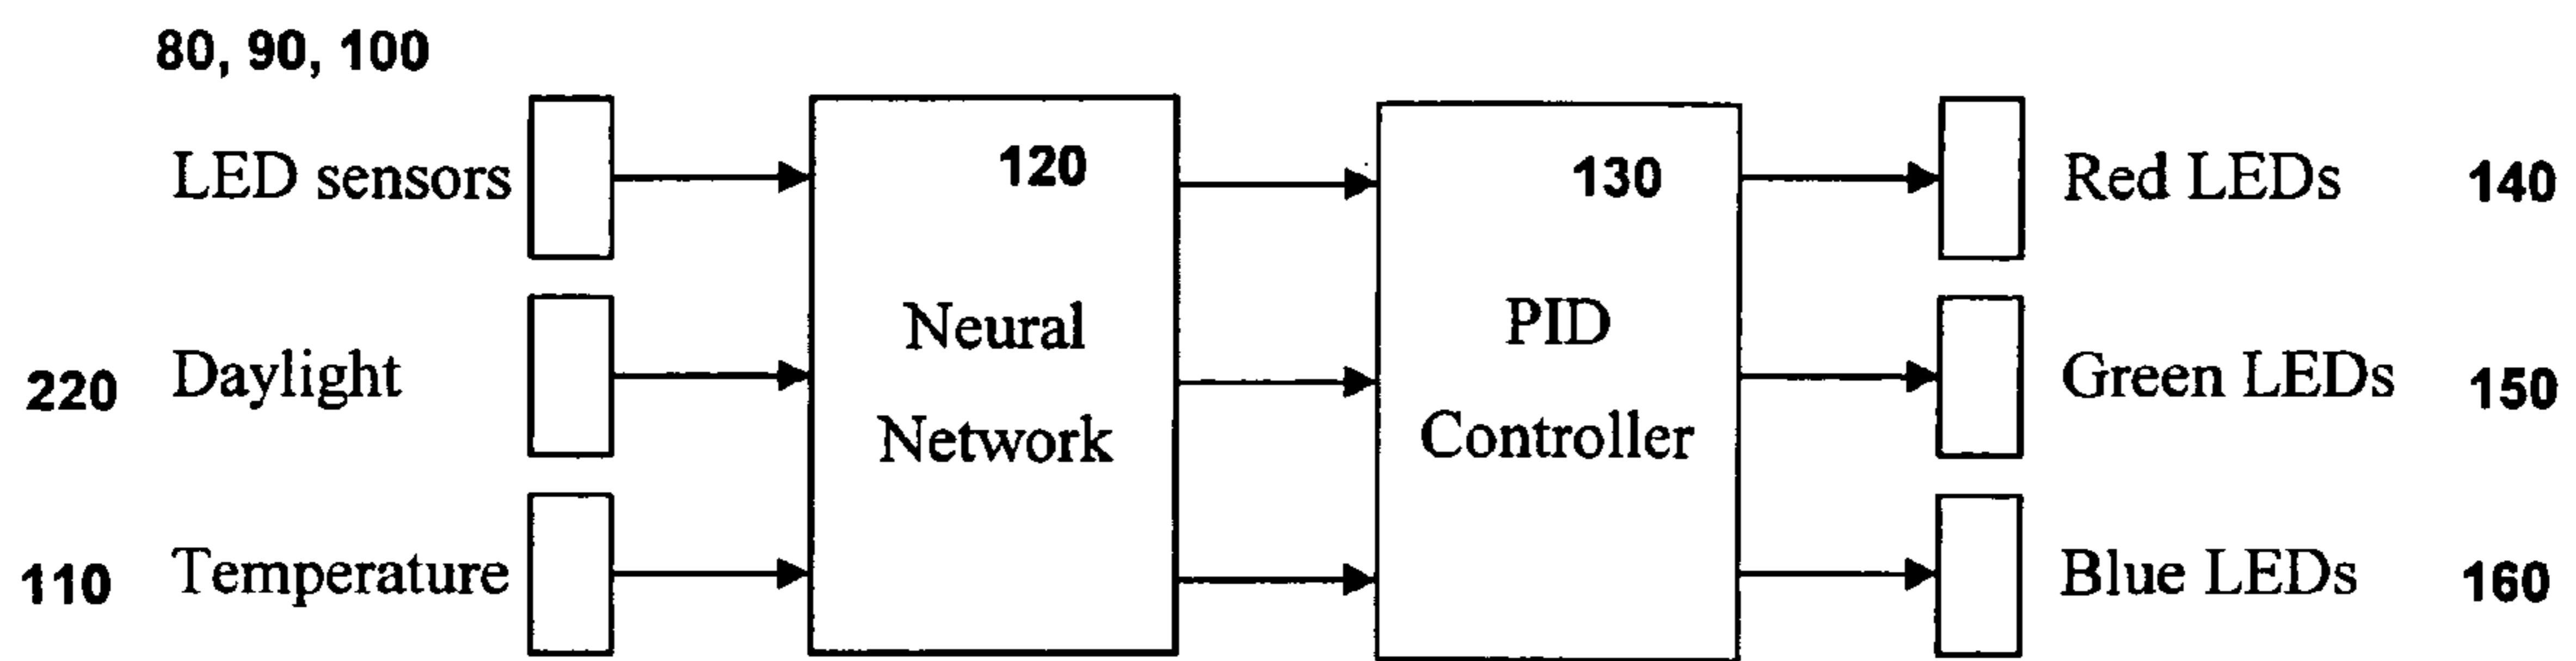 80, 90, 100
LED sensors
120
130
Red LEDs
140
220
Daylight
Neural
Network
PID
Controller
Green LEDs
150
110
Temperature
Blue LEDs
160